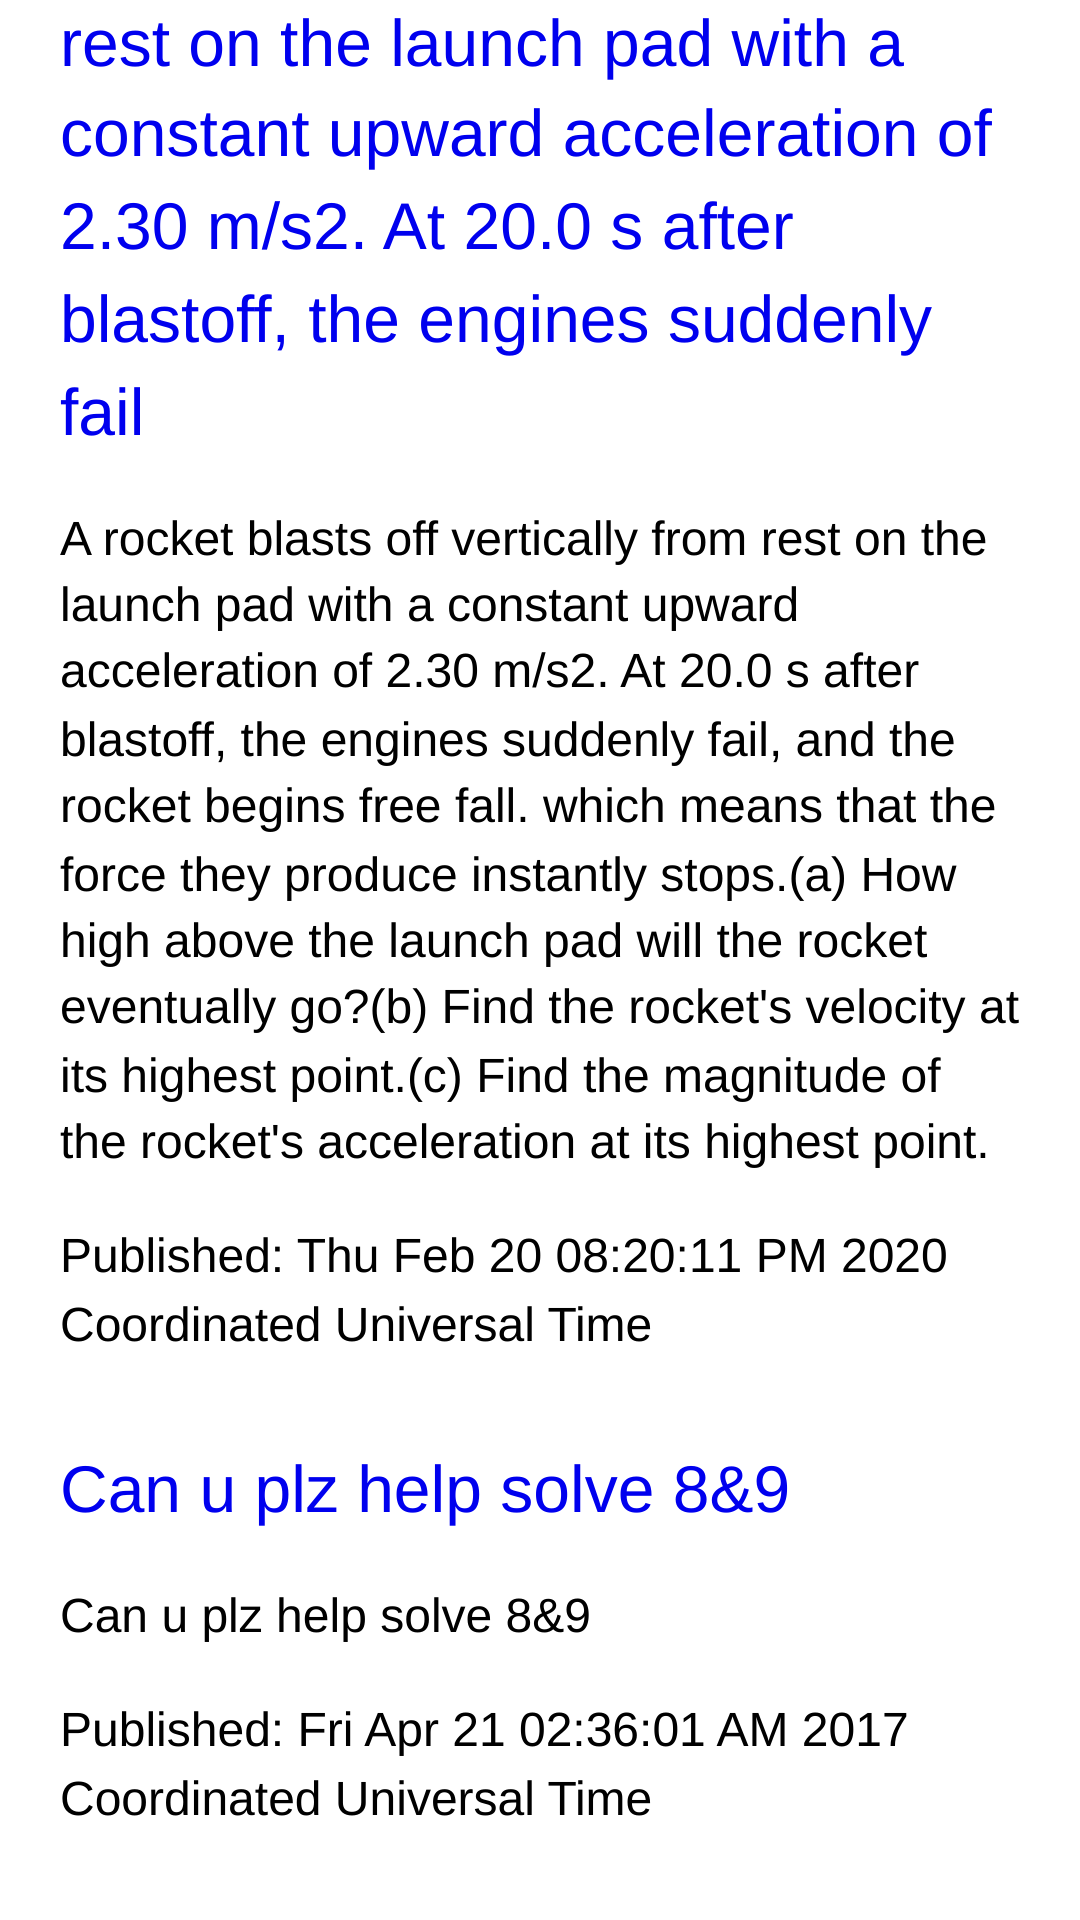 rest on the launch pad with a
constant upward acceleration of
2.30 m/s2. At 20.0 s after
blastoff, the engines suddenly
fail
A rocket blasts off vertically from rest on the
launch pad with a constant upward
acceleration of 2.30 m/s2. At 20.0 s after
blastoff, the engines suddenly fail, and the
rocket begins free fall. which means that the
force they produce instantly stops.(a) How
high above the launch pad will the rocket
eventually go?(b) Find the rocket's velocity at
its highest point.(c) Find the magnitude of
the rocket's acceleration at its highest point.
Published: Thu Feb 20 08:20:11 PM 2020
Coordinated Universal Time
Can u plz help solve 8&9
Can u plz help solve 8&9
Published: Fri Apr 21 02:36:01 AM 2017
Coordinated Universal Time